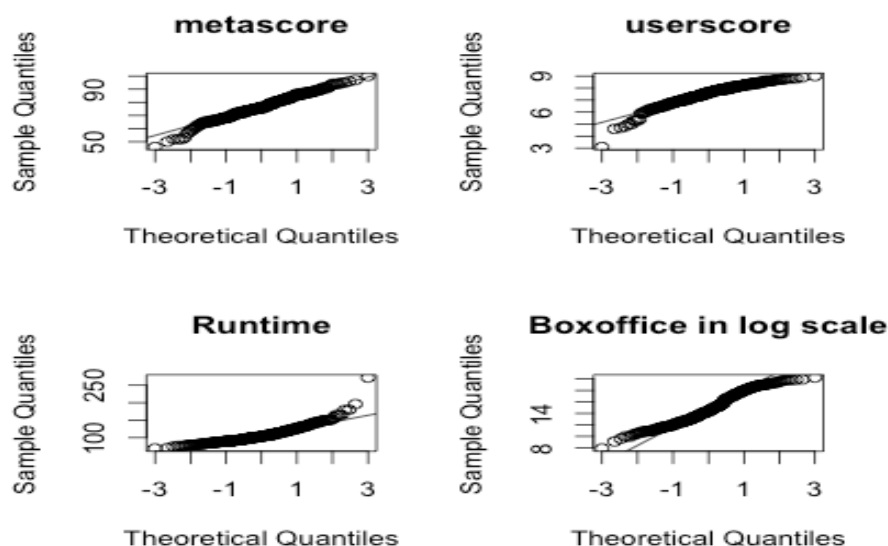 metascore
Sample Quantiles
50 90
-3 -1 1 3
Theoretical Quantiles
userscore
Sample Quantiles
3 6 9
-3 -1 1 3
Theoretical Quantiles
Runtime
Sample Quantiles
100 250
-3 -1 1 3
Theoretical Quantiles
Boxoffice in log scale
Sample Quantiles
8 14
-3 -1 1 3
Theoretical Quantiles